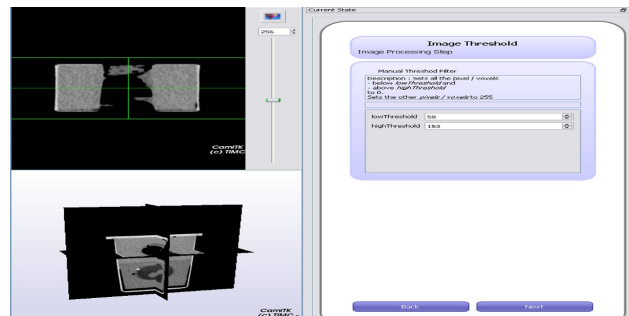 Current State
256
CamiTK
(c) TIMC
CamiTK
(c) TIMC -
Image Threshold
Image Processing Step
Manual Threshod Filter
Description : Sets all the pixel / voxels
- below lowThreshold and
- above highThreshold
to 0.
Sets the other pixels / voxels to 255
lowThreshold 58
highThreshold 153
Back Next